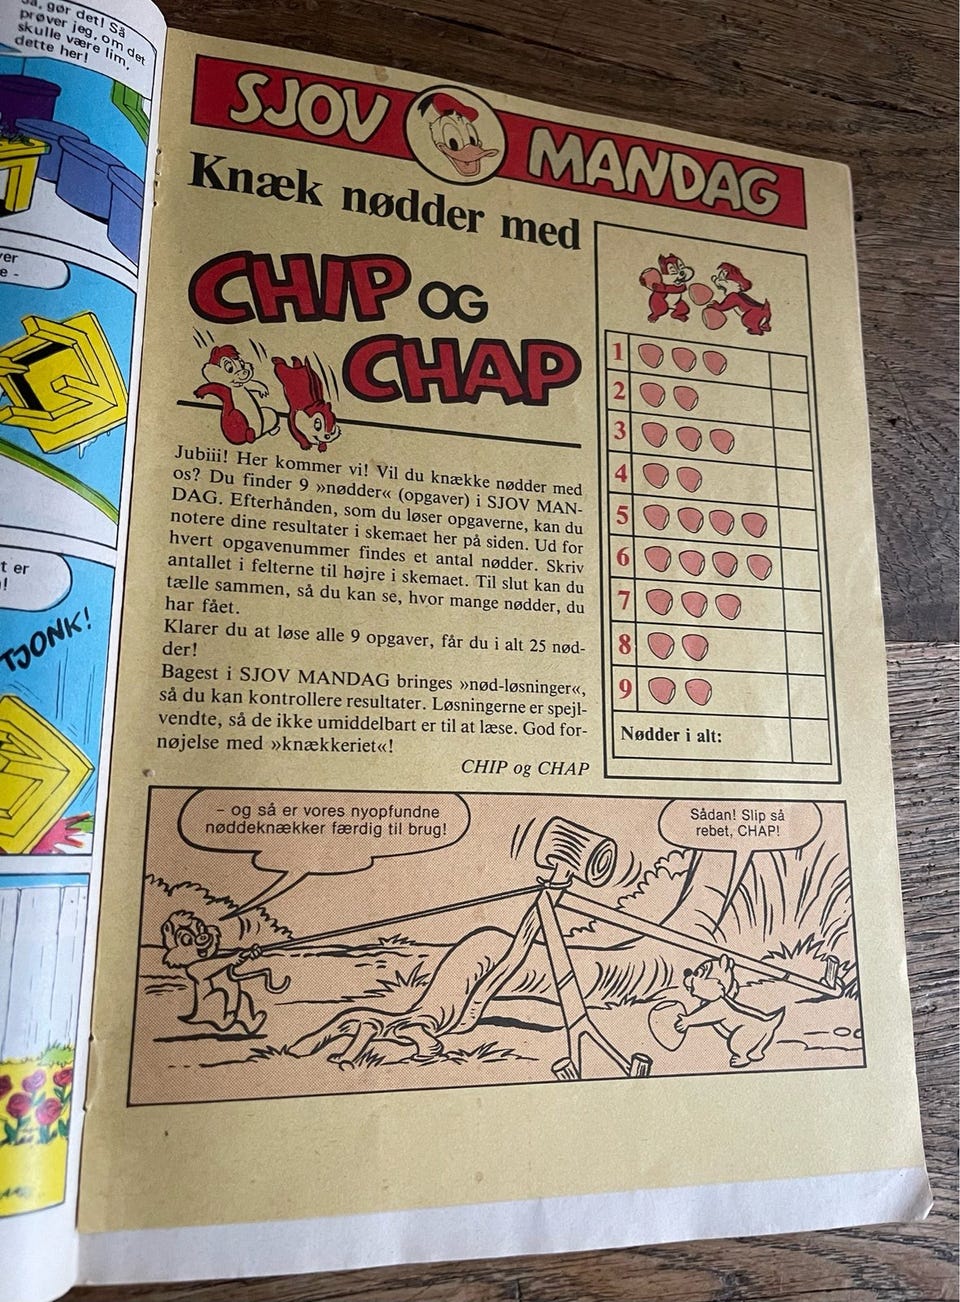 gør det! Så
prøver jeg, om det
skulle være lim,
dette her!
TJONK!
SJOV MANDAG
Knæk nødder med
CHIP OG
CHAP
Jubiii! Her kommer vi! Vil du knække nødder med
os? Du finder 9 »nødder« (opgaver) i SJOV MAN-
DAG. Efterhånden, som du løser opgaverne, kan du
notere dine resultater i skemaet her på siden. Ud for
hvert opgavenummer findes et antal nødder. Skriv
antallet i felterne til højre i skemaet. Til slut kan du
tælle sammen, så du kan se, hvor mange nødder, du
har fået.
Klarer du at løse alle 9 opgaver, får du i alt 25 nød-
der!
Bagest i SJOV MANDAG bringes »nød-løsninger«,
så du kan kontrollere resultater. Løsningerne er spejl-
vendte, så de ikke umiddelbart er til at læse. God for-
nøjelse med »knækkeriet«!
CHIP og CHAP
1
2
3
4
5
6
7
8
9
Nødder i alt:
– og så er vores nyopfundne
nøddeknækker færdig til brug!
Sådan! Slip så
rebet, CHAP!